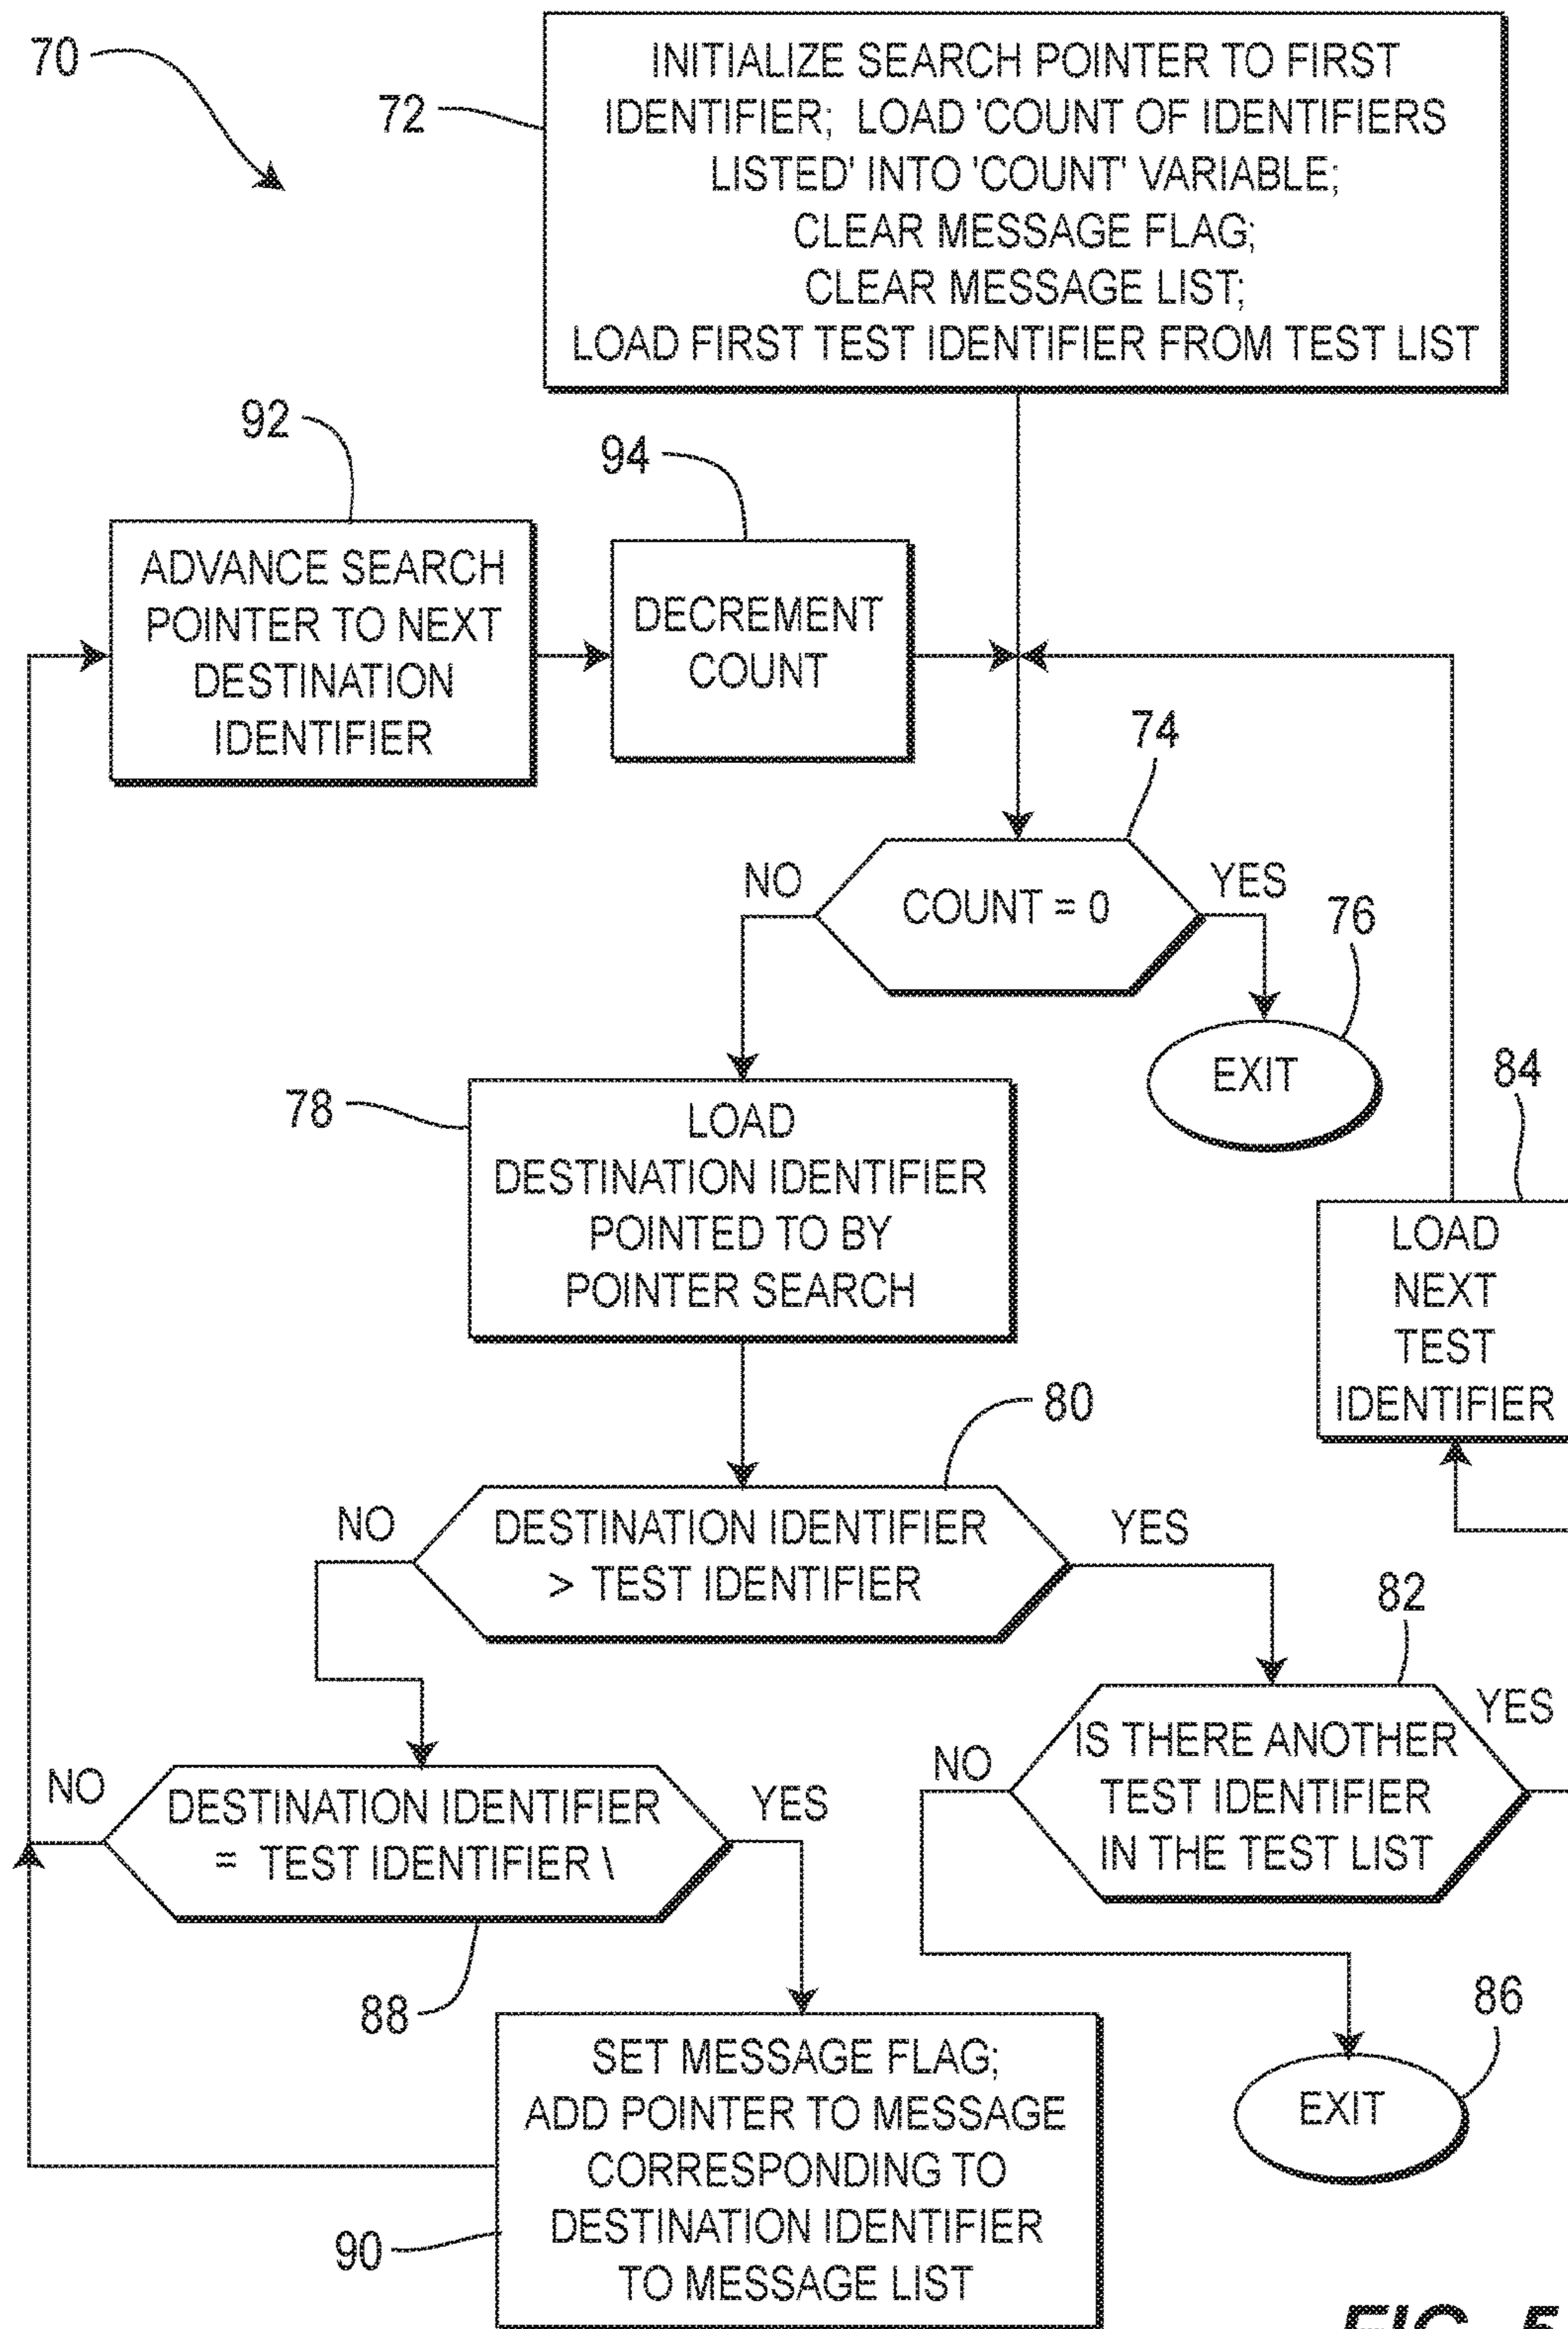 70
72
INITIALIZE SEARCH POINTER TO FIRST
IDENTIFIER; LOAD 'COUNT OF IDENTIFIERS
LISTED' INTO 'COUNT' VARIABLE;
CLEAR MESSAGE FLAG;
CLEAR MESSAGE LIST;
LOAD FIRST TEST IDENTIFIER FROM TEST LIST
92
94
ADVANCE SEARCH
POINTER TO NEXT
DESTINATION
IDENTIFIER
DECREMENT
COUNT
74
NO
COUNT = 0
YES
76
EXIT
78
LOAD
DESTINATION IDENTIFIER
POINTED TO BY
POINTER SEARCH
84
LOAD
NEXT
TEST
IDENTIFIER
80
NO
DESTINATION IDENTIFIER
> TEST IDENTIFIER
YES
82
NO
IS THERE ANOTHER
TEST IDENTIFIER
IN THE TEST LIST
YES
NO
DESTINATION IDENTIFIER
= TEST IDENTIFIER \
YES
88
86
EXIT
90
SET MESSAGE FLAG;
ADD POINTER TO MESSAGE
CORRESPONDING TO
DESTINATION IDENTIFIER
TO MESSAGE LIST
FIG. 5